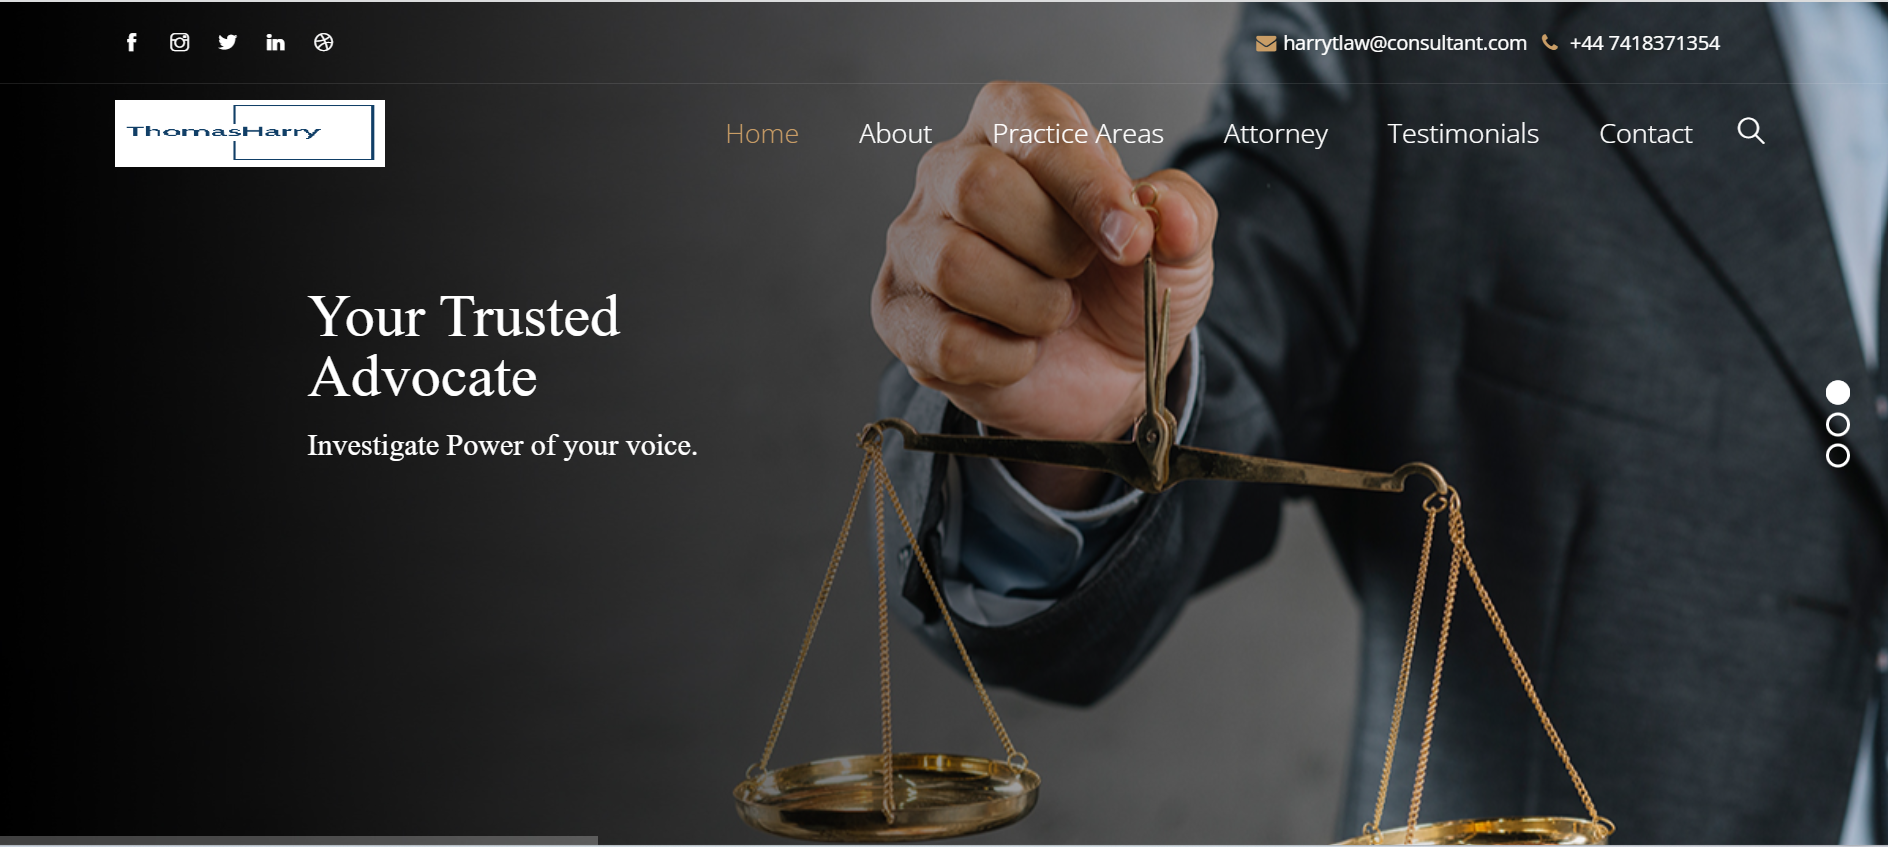 harrytlaw@consultant.com +44 7418371354
ThomasHarry
Home About Practice Areas Attorney Testimonials Contact
Your Trusted
Advocate
Investigate Power of your voice.